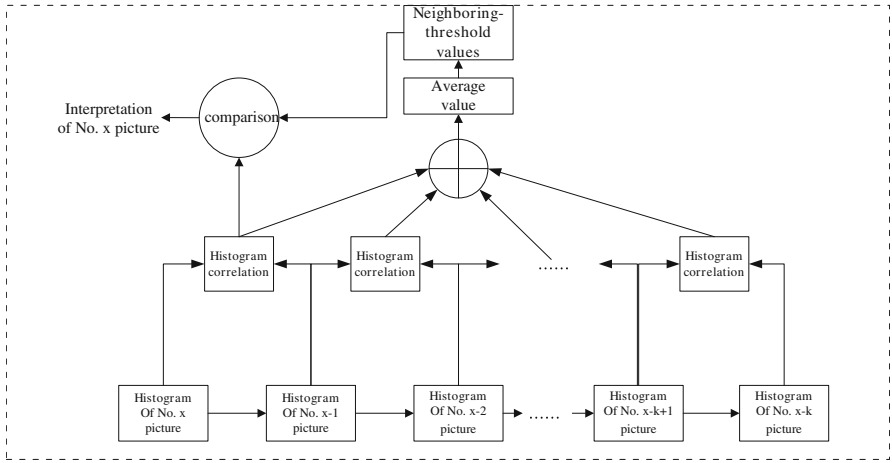 Neighboring-
threshold
values
Average
value
comparison
Interpretation
of No. x picture
Histogram
correlation
Histogram
correlation
......
Histogram
correlation
Histogram
Of No. x
picture
Histogram
Of No. x-1
picture
Histogram
Of No. x-2
picture
......
Histogram
Of No. x-k+1
picture
Histogram
Of No. x-k
picture